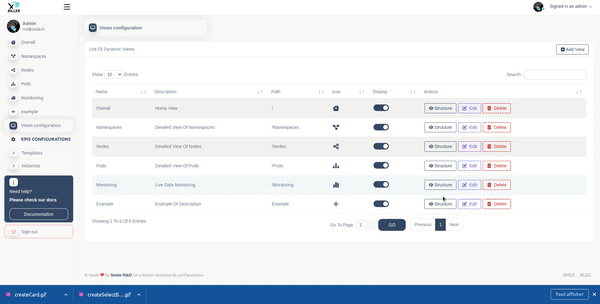 XILLER
Signed in as admin
Admin
Overall
Namespaces
Nodes
Pods
Monitoring
example
Views configuration
KPIS CONFIGURATIONS
Templates
Instances
Need help?
Please check our docs
Documentation
Sign out
Views configuration
List Of Dynamic Views
Add View
Show 10 Entries
Search:
Name Description Path Icon Display Actions
Overall Home View / Structure Edit Delete
Namespaces Detailed View Of Namespaces /Namespaces Structure Edit Delete
Nodes Detailed View Of Nodes /Nodes Structure Edit Delete
Pods Detailed View Of Pods /Pods Structure Edit Delete
Monitoring Live Data Monitoring /Monitoring Structure Edit Delete
Example Example Of Description Example Structure Edit Delete
Showing 1 To 6 Of 6 Entries
Go To Page 1 GO Previous 1 Next
© made by Smile R&D for a better dashboards configuration.
SMILE BLOG
createCard.gif
createSelectB....gif
Tout afficher